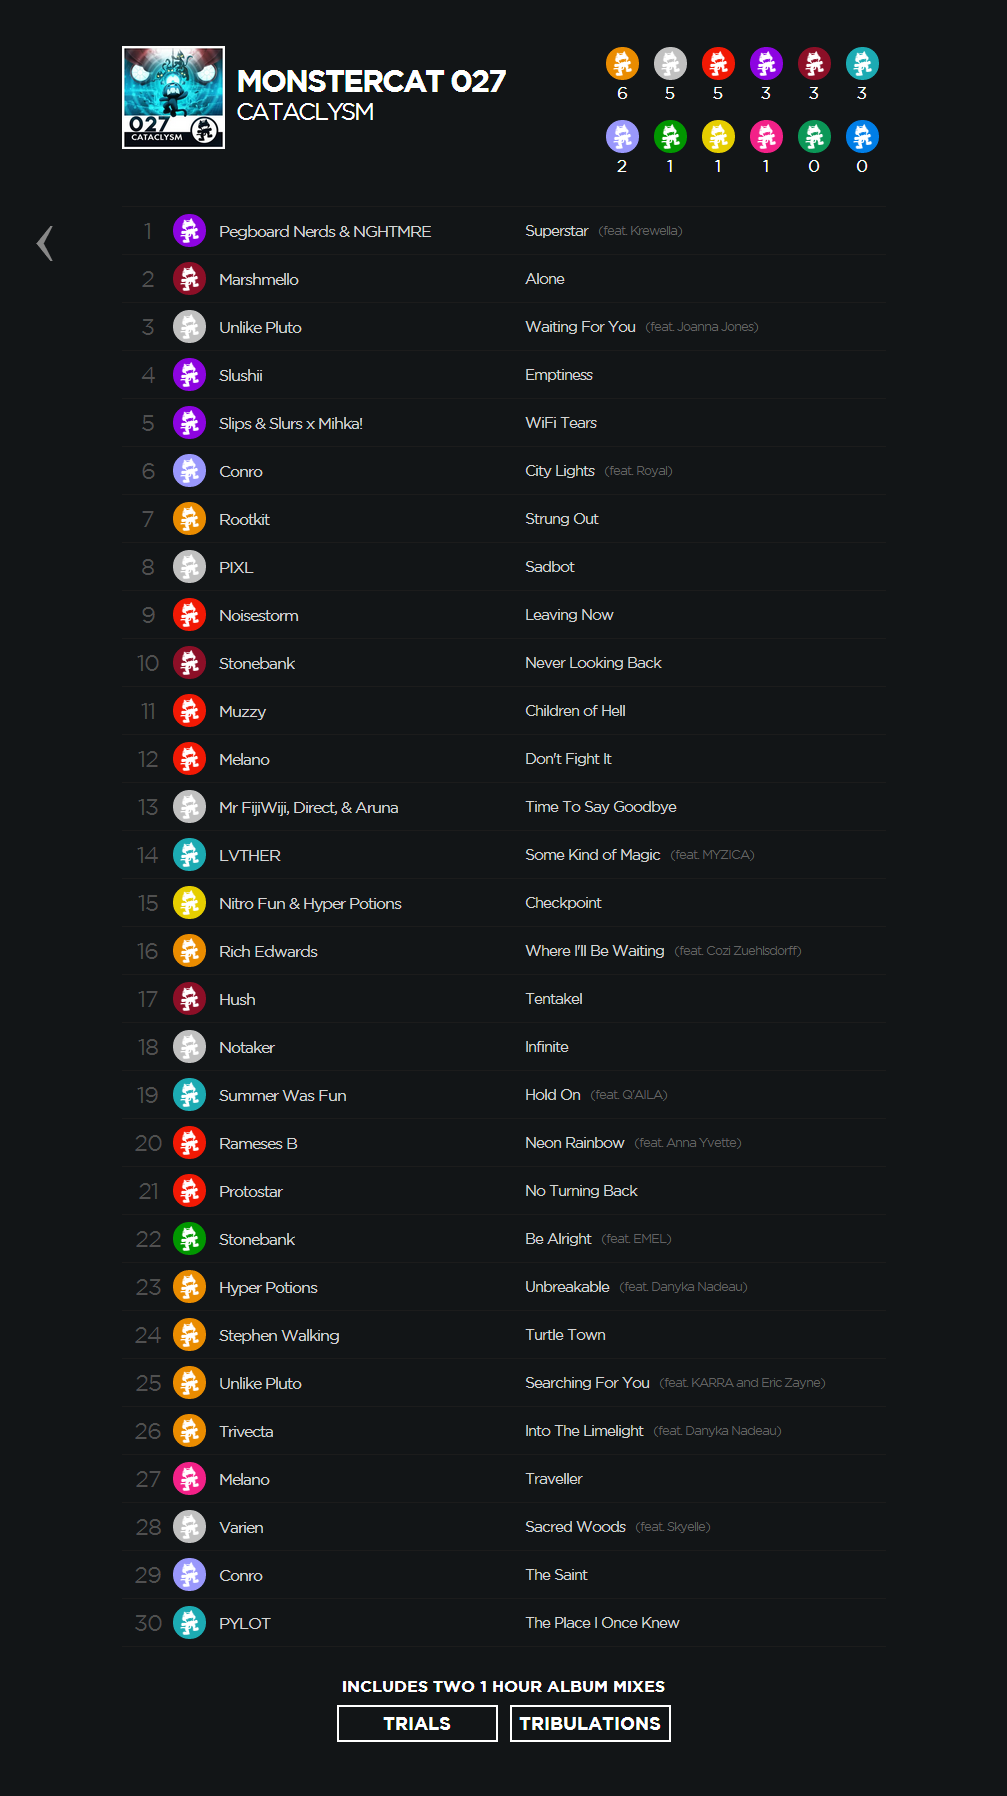 027
CATACLYSM
MONSTERCAT 027
CATACLYSM
6 5 5 3 3 3
2 1 1 1 0 0
1 Pegboard Nerds & NGHTMRE Superstar (feat. Krewella)
2 Marshmello Alone
3 Unlike Pluto Waiting For You (feat. Joanna Jones)
4 Slushii Emptiness
5 Slips & Slurs x Mihka! WiFi Tears
6 Conro City Lights (feat. Royal)
7 Rootkit Strung Out
8 PIXL Sadbot
9 Noisestorm Leaving Now
10 Stonebank Never Looking Back
11 Muzzy Children of Hell
12 Melano Don't Fight It
13 Mr FijiWiji, Direct, & Aruna Time To Say Goodbye
14 LVTHER Some Kind of Magic (feat. MYZICA)
15 Nitro Fun & Hyper Potions Checkpoint
16 Rich Edwards Where I'll Be Waiting (feat. Cozi Zuehlsdorff)
17 Hush Tentakel
18 Notaker Infinite
19 Summer Was Fun Hold On (feat. Q'AILA)
20 Rameses B Neon Rainbow (feat. Anna Yvette)
21 Protostar No Turning Back
22 Stonebank Be Alright (feat. EMEL)
23 Hyper Potions Unbreakable (feat. Danyka Nadeau)
24 Stephen Walking Turtle Town
25 Unlike Pluto Searching For You (feat. KARRA and Eric Zayne)
26 Trivecta Into The Limelight (feat. Danyka Nadeau)
27 Melano Traveller
28 Varien Sacred Woods (feat. Skyelle)
29 Conro The Saint
30 PYLOT The Place I Once Knew
INCLUDES TWO 1 HOUR ALBUM MIXES
TRIALS TRIBULATIONS